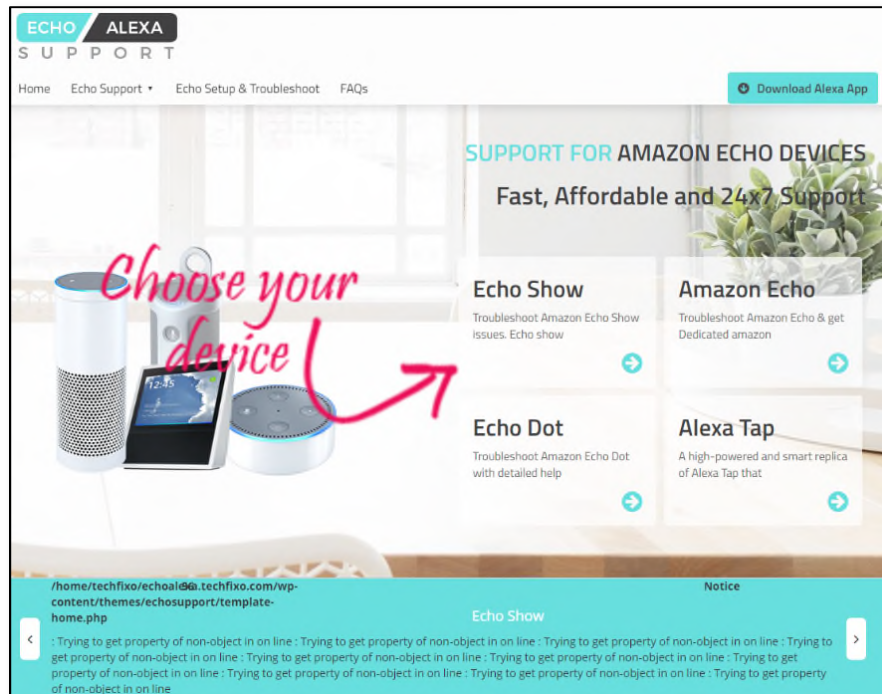 ECHO ALEXA
SUPPORT
Home Echo Support Echo Setup & Troubleshoot FAQs Download Alexa App
SUPPORT FOR AMAZON ECHO DEVICES
Fast, Affordable and 24x7 Support
Choose your
device
12:45
Echo Show
Troubleshoot Amazon Echo Show
issues. Echo show
Amazon Echo
Troubleshoot Amazon Echo & get
Dedicated amazon
Echo Dot
Troubleshoot Amazon Echo Dot
with detailed help
Alexa Tap
A high-powered and smart replica
of Alexa Tap that
Notice
content/themes/echosupport/template-
home.php
Echo Show
: Trying to get property of non-object in on line : Trying to get property of non-object in on line : Trying to get property of non-object in on line : Trying to
get property of non-object in on line : Trying to get property of non-object in on line : Trying to get property of non-object in on line : Trying to get
property of non-object in on line : Trying to get property of non-object in on line : Trying to get property of non-object in on line : Trying to get property
of non-object in on line